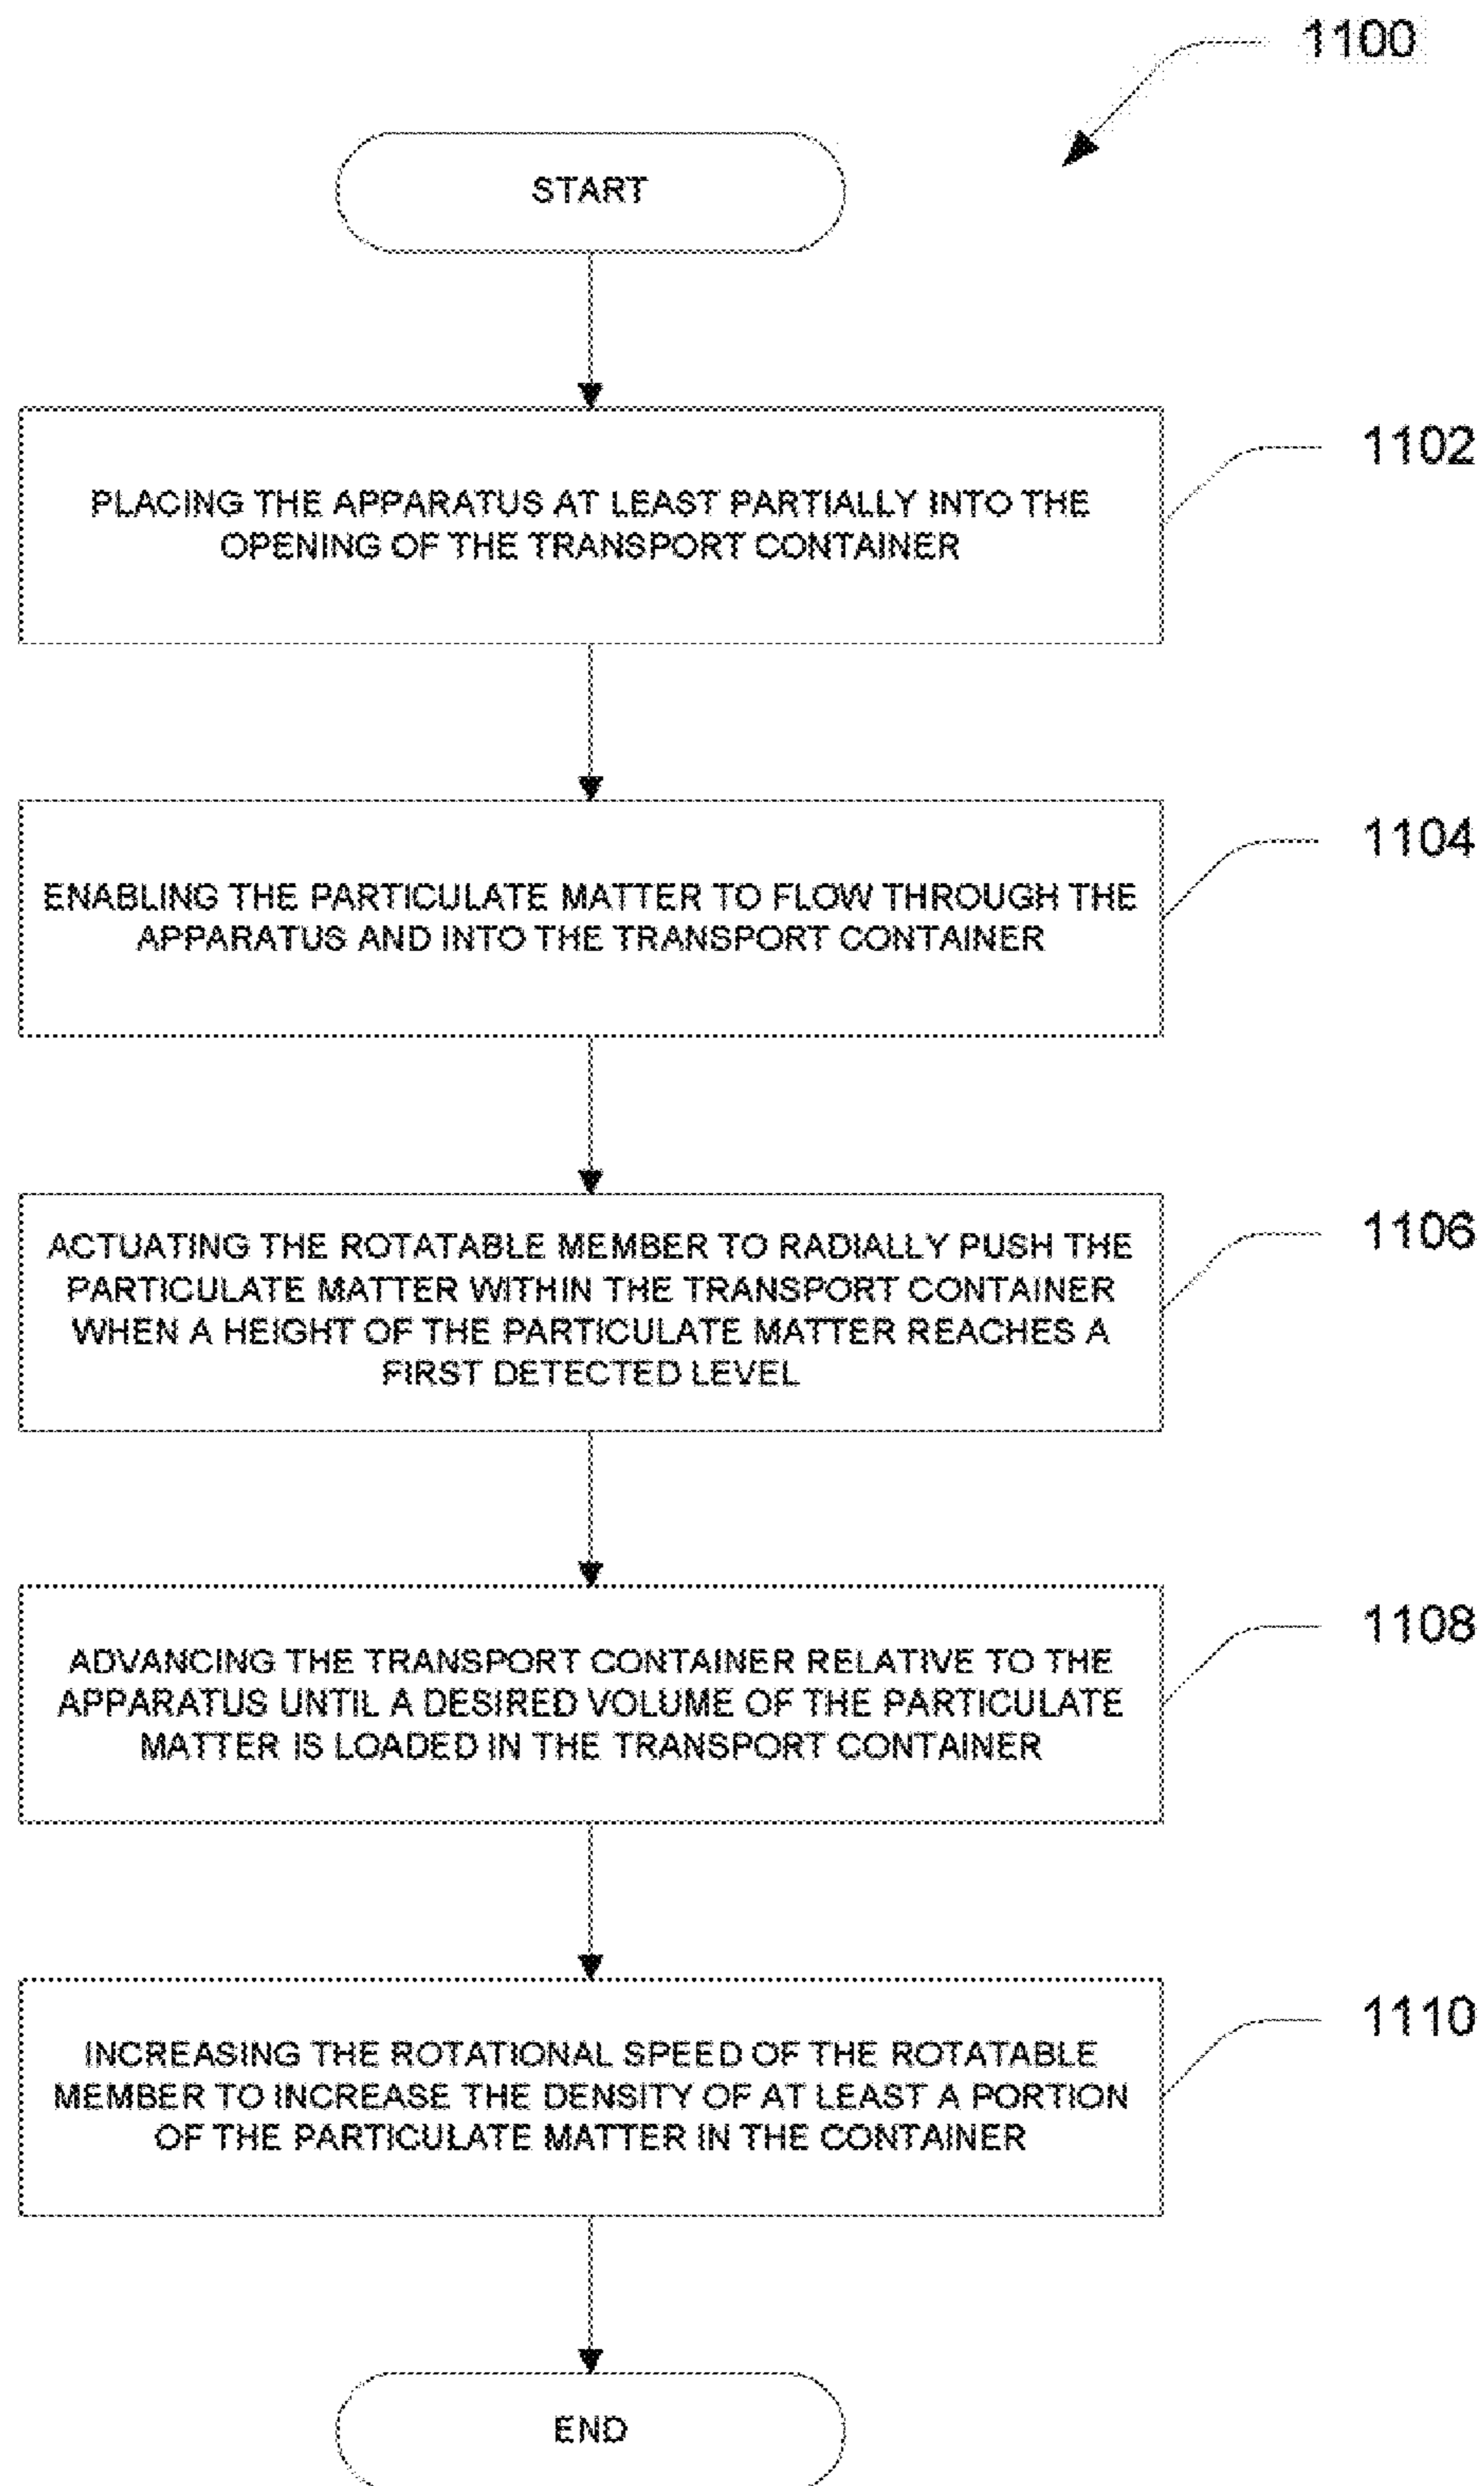 1100
START
1102
PLACING THE APPARATUS AT LEAST PARTIALLY INTO THE
OPENING OF THE TRANSPORT CONTAINER
1104
ENABLING THE PARTICULATE MATTER TO FLOW THROUGH THE
APPARATUS AND INTO THE TRANSPORT CONTAINER
1106
ACTUATING THE ROTATABLE MEMBER TO RADIALLY PUSH THE
PARTICULATE MATTER WITHIN THE TRANSPORT CONTAINER
WHEN A HEIGHT OF THE PARTICULATE MATTER REACHES A
FIRST DETECTED LEVEL
1108
ADVANCING THE TRANSPORT CONTAINER RELATIVE TO THE
APPARATUS UNTIL A DESIRED VOLUME OF THE PARTICULATE
MATTER IS LOADED IN THE TRANSPORT CONTAINER
1110
INCREASING THE ROTATIONAL SPEED OF THE ROTATABLE
MEMBER TO INCREASE THE DENSITY OF AT LEAST A PORTION
OF THE PARTICULATE MATTER IN THE CONTAINER
END